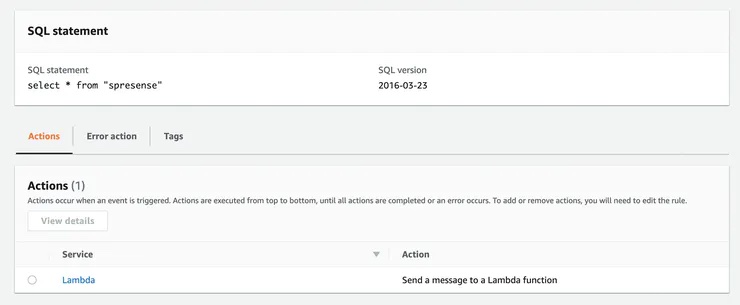 SQL statement
SQL statement
SQL version
select * from "spresense"
2016-03-23
Actions
Error action
Tags
Actions (1)
Actions occur when an event is triggered. Actions are executed from top to bottom, until all actions are completed or an error occurs. To add or remove actions, you will need to edit the rule.
View details
Service
Action
Lambda
Send a message to a Lambda function